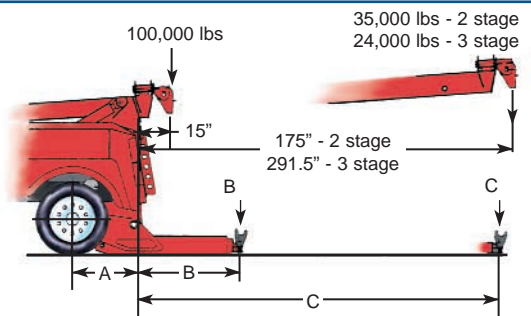 35,000 lbs - 2 stage
24,000 lbs - 3 stage
100,000 lbs
15”
175” - 2 stage
291.5” - 3 stage
B
C
A
B
C